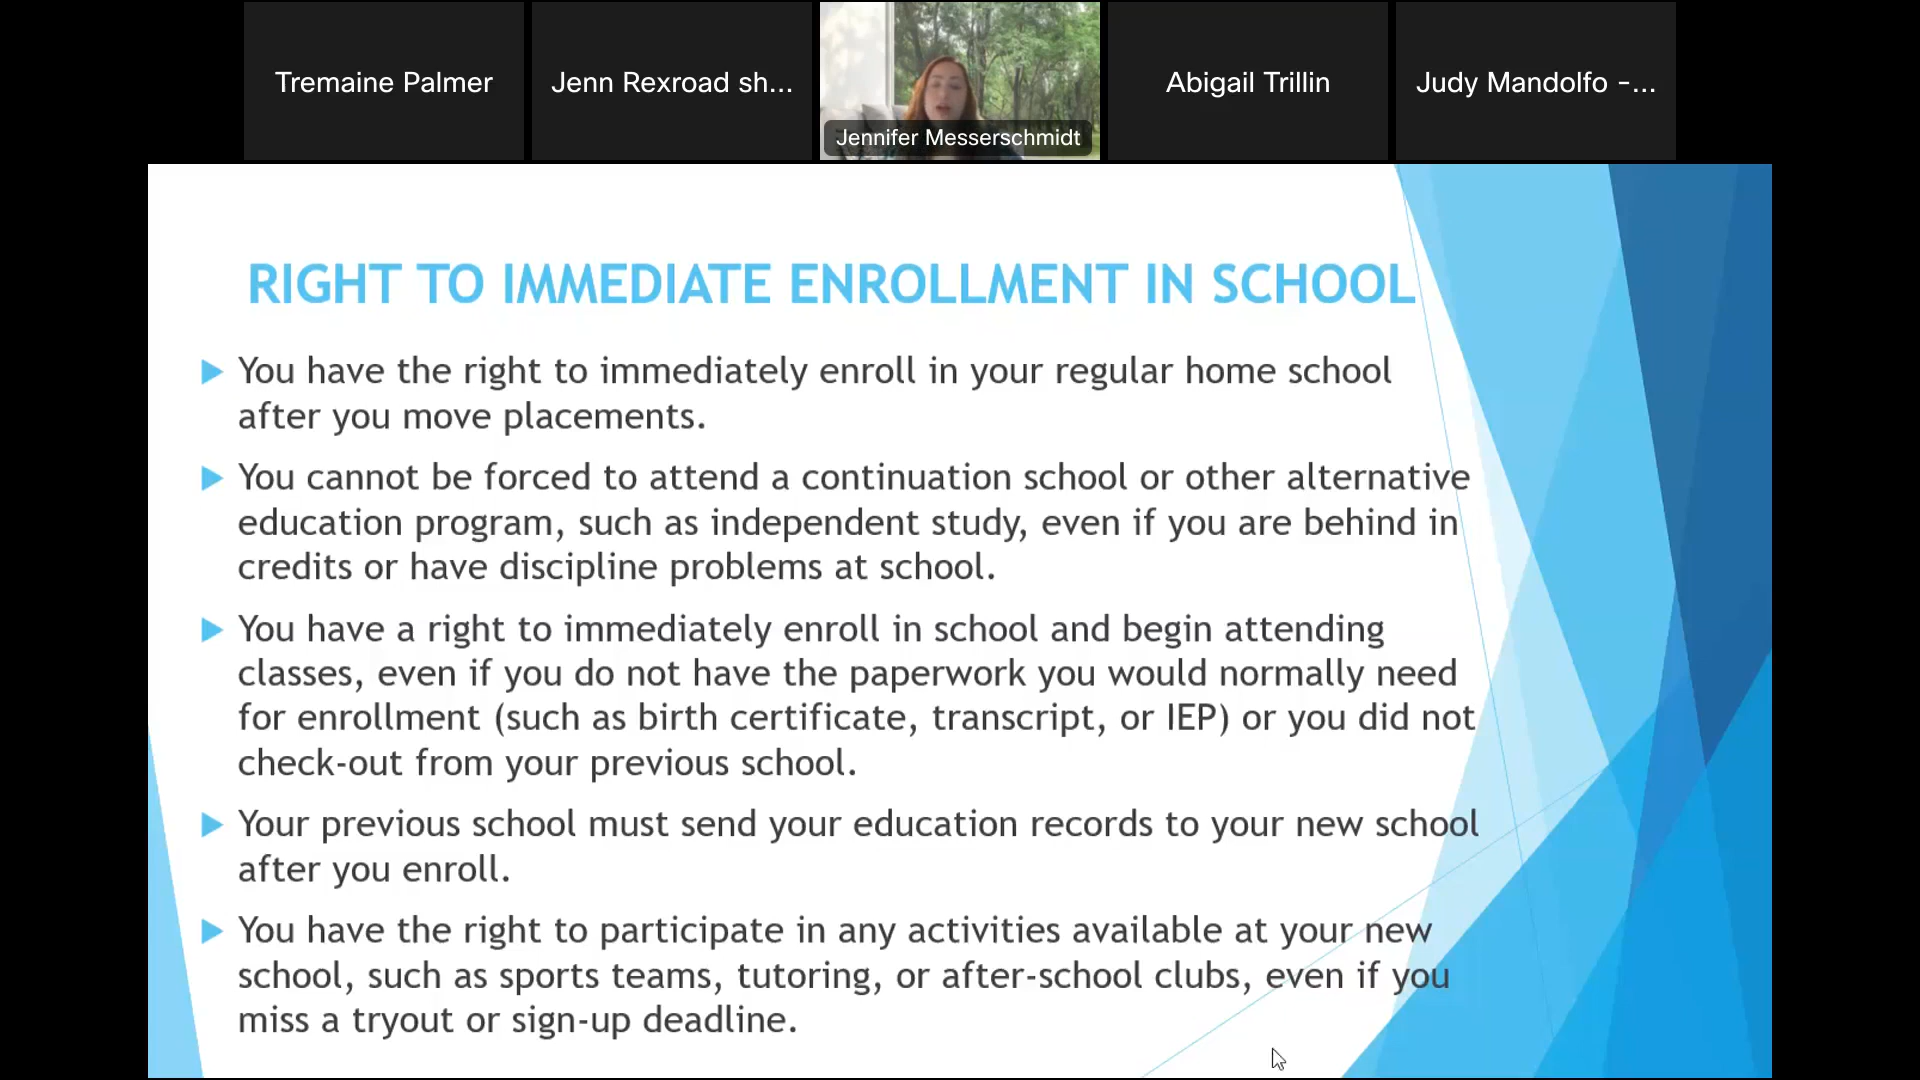 Tremaine Palmer
Jenn Rexroad sh...
Jennifer Messerschmidt
Abigail Trillin
Judy Mandolfo -...
RIGHT TO IMMEDIATE ENROLLMENT IN SCHOOL
You have the right to immediately enroll in your regular home school
after you move placements.
You cannot be forced to attend a continuation school or other alternative
education program, such as independent study, even if you are behind in
credits or have discipline problems at school.
You have a right to immediately enroll in school and begin attending
classes, even if you do not have the paperwork you would normally need
for enrollment (such as birth certificate, transcript, or IEP) or you did not
check-out from your previous school.
Your previous school must send your education records to your new school
after you enroll.
You have the right to participate in any activities available at your new
school, such as sports teams, tutoring, or after-school clubs, even if you
miss a tryout or sign-up deadline.